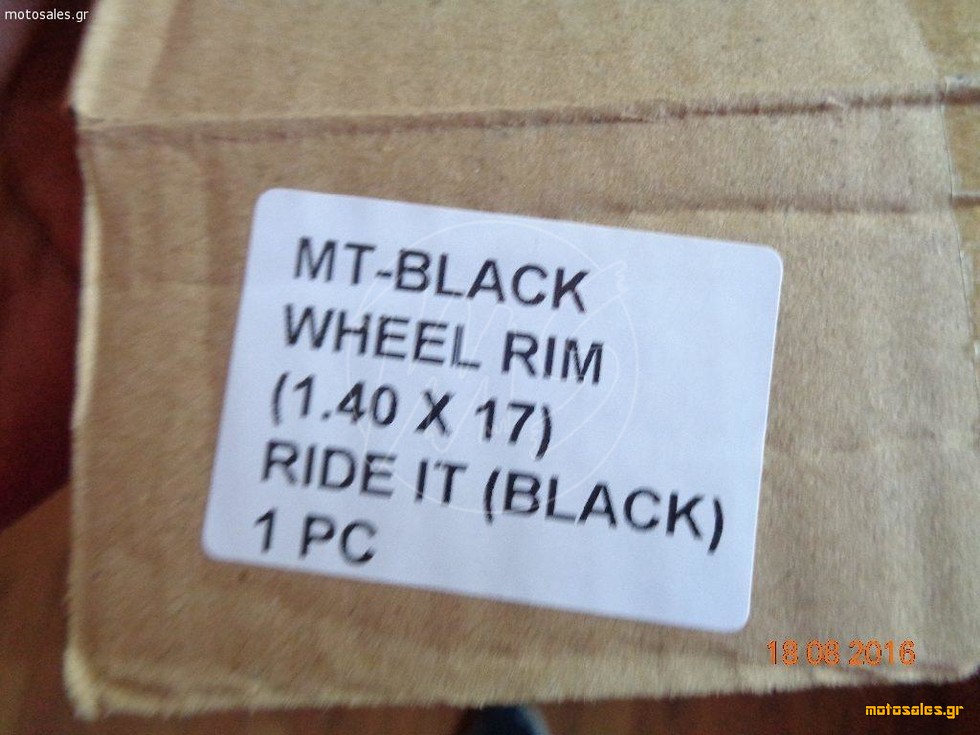 motosales.gr
MT-BLACK
WHEEL RIM
(1.40 X 17)
RIDE IT (BLACK)
1 PC
18 08 2016
motosales.gr